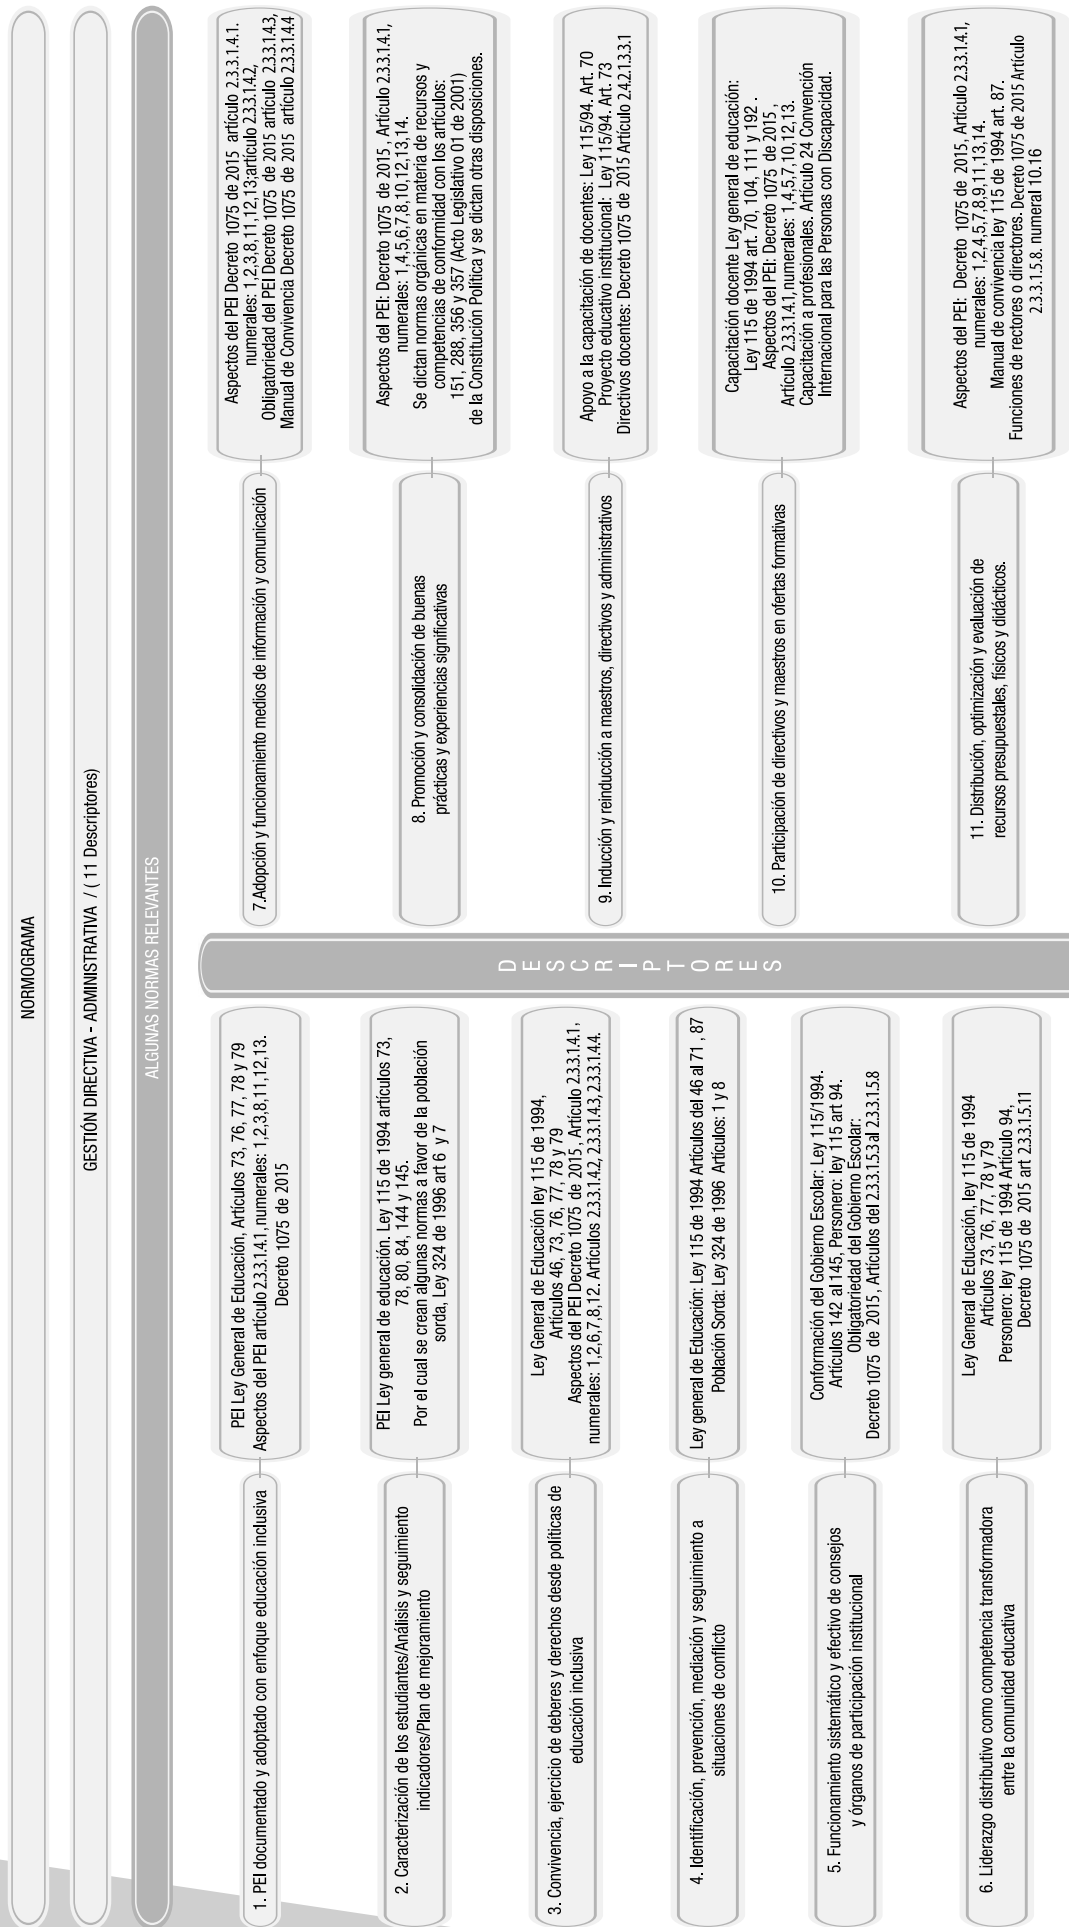 NORMOGRAMA
GESTIÓN DIRECTIVA - ADMINISTRATIVA / ( 11 Descriptores)
ALGUNAS NORMAS RELEVANTES
1. PEI documentado y adoptado con enfoque educación inclusiva
PEI Ley General de Educación, Artículos 73, 76, 77, 78 y 79
Aspectos del PEI artículo 2.3.3.1.4.1, numerales: 1,2,3,8,11,12,13.
Decreto 1075 de 2015
2. Caracterización de los estudiantes/Análisis y seguimiento
indicadores/Plan de mejoramiento
PEI Ley general de educación. Ley 115 de 1994 artículos 73,
78, 80, 84, 144 y 145.
Por el cual se crean algunas normas a favor de la población
sorda, Ley 324 de 1996 art 6 y 7
3. Convivencia, ejercicio de deberes y derechos desde políticas de
educación inclusiva
Ley General de Educación ley 115 de 1994,
Artículos 46, 73, 76, 77, 78 y 79
Aspectos del PEI Decreto 1075 de 2015, Artículo 2.3.3.1.4.1,
numerales: 1,2,6,7,8,12. Artículos 2.3.3.1.4.2, 2.3.3.1.4.3, 2.3.3.1.4.4.
4. Identificación, prevención, mediación y seguimiento a
situaciones de conflicto
Ley general de Educación: Ley 115 de 1994 Artículos del 46 al 71 , 87
Población Sorda: Ley 324 de 1996 Artículos: 1 y 8
5. Funcionamiento sistemático y efectivo de consejos
y órganos de participación institucional
Conformación del Gobierno Escolar: Ley 115/1994.
Artículos 142 al 145, Personero: ley 115 art 94.
Obligatoriedad del Gobierno Escolar:
Decreto 1075 de 2015, Artículos del 2.3.3.1.5.3 al 2.3.3.1.5.8
6. Liderazgo distributivo como competencia transformadora
entre la comunidad educativa
Ley General de Educación, ley 115 de 1994
Artículos 73, 76, 77, 78 y 79
Personero: ley 115 de 1994 Artículo 94,
Decreto 1075 de 2015 art 2.3.3.1.5.11
DESCRIPTORES
7.Adopción y funcionamiento medios de información y comunicación
Aspectos del PEI Decreto 1075 de 2015 artículo 2.3.3.1.4.1.
numerales: 1,2,3,8,11,12,13;artículo 2.3.3.1.4.2,
Obligatoriedad del PEI Decreto 1075 de 2015 artículo 2.3.3.1.4.3,
Manual de Convivencia Decreto 1075 de 2015 artículo 2.3.3.1.4.4
8. Promoción y consolidación de buenas
prácticas y experiencias significativas
Aspectos del PEI: Decreto 1075 de 2015, Artículo 2.3.3.1.4.1,
numerales: 1,4,5,6,7,8,10,12,13,14.
Se dictan normas orgánicas en materia de recursos y
competencias de conformidad con los artículos:
151, 288, 356 y 357 (Acto Legislativo 01 de 2001)
de la Constitución Política y se dictan otras disposiciones.
9. Inducción y reinducción a maestros, directivos y administrativos
Apoyo a la capacitación de docentes: Ley 115/94. Art. 70
Proyecto educativo institucional: Ley 115/94. Art. 73
Directivos docentes: Decreto 1075 de 2015 Artículo 2.4.2.1.3.3.1
10. Participación de directivos y maestros en ofertas formativas
Capacitación docente Ley general de educación:
Ley 115 de 1994 art. 70, 104, 111 y 192 .
Aspectos del PEI: Decreto 1075 de 2015 ,
Artículo 2.3.3.1.4.1, numerales: 1,4,5,7,10,12,13.
Capacitación a profesionales. Artículo 24 Convención
Internacional para las Personas con Discapacidad.
11. Distribución, optimización y evaluación de
recursos presupuestales, físicos y didácticos.
Aspectos del PEI: Decreto 1075 de 2015, Artículo 2.3.3.1.4.1,
numerales: 1,2,4,5,7,8,9,11,13,14.
Manual de convivencia ley 115 de 1994 art. 87.
Funciones de rectores o directores. Decreto 1075 de 2015 Artículo
2.3.3.1.5.8. numeral 10.16